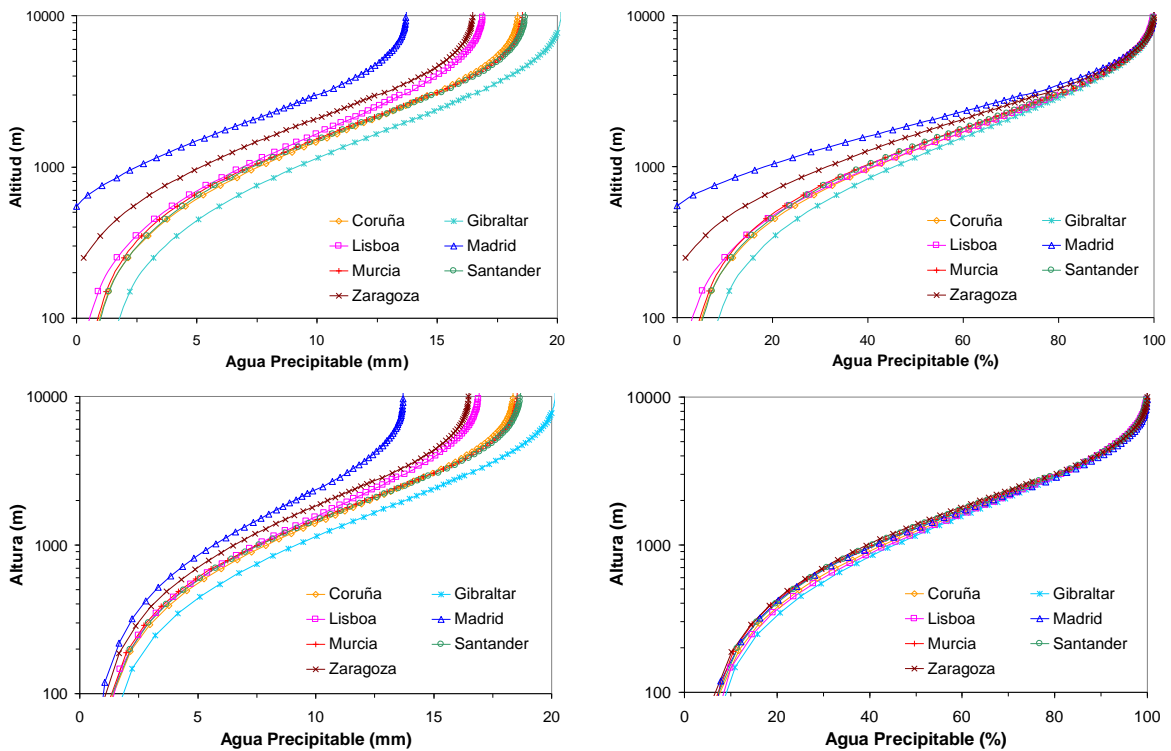 10000
1000
100
Altitud (m)
0 5 10 15 20
Agua Precipitable (mm)
Coruña Gibraltar
Lisboa Madrid
Murcia Santander
Zaragoza
10000
1000
100
Altitud (m)
0 20 40 60 80 100
Agua Precipitable (%)
Coruña Gibraltar
Lisboa Madrid
Murcia Santander
Zaragoza
10000
1000
100
Altura (m)
0 5 10 15 20
Agua Precipitable (mm)
Coruña Gibraltar
Lisboa Madrid
Murcia Santander
Zaragoza
10000
1000
100
Altura (m)
0 20 40 60 80 100
Agua Precipitable (%)
Coruña Gibraltar
Lisboa Madrid
Murcia Santander
Zaragoza